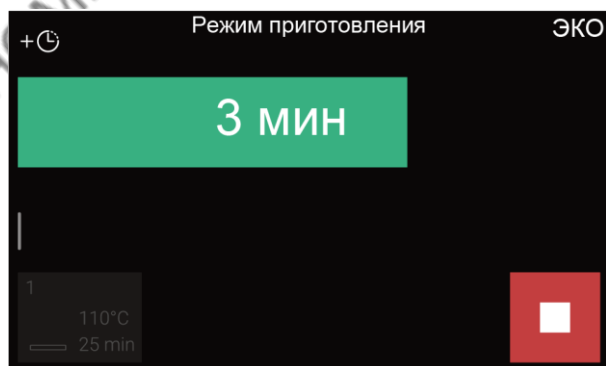 Режим приготовления
ЭКО
3 мин
1
110°C
25 min